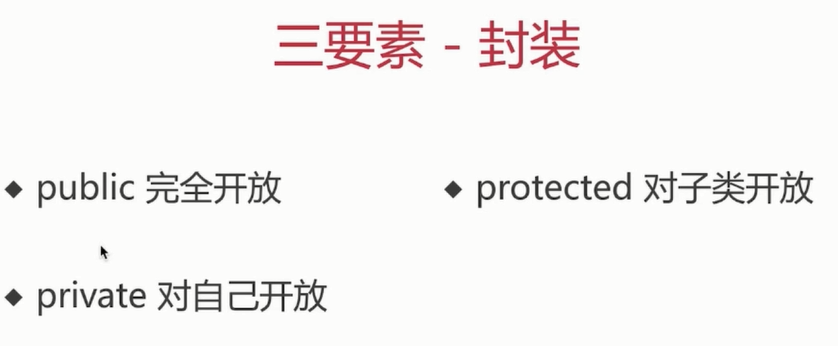 三要素 - 封装
◆ public 完全开放
◆ protected 对子类开放
◆ private 对自己开放